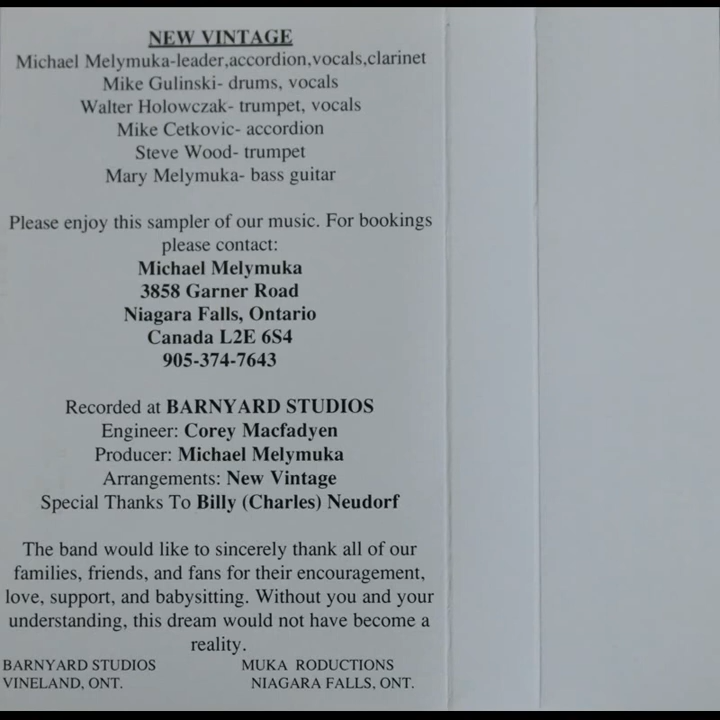 NEW VINTAGE
Michael Melymuka-leader,accordion,vocals,clarinet
Mike Gulinski- drums, vocals
Walter Holowczak- trumpet, vocals
Mike Cetkovic- accordion
Steve Wood- trumpet
Mary Melymuka- bass guitar
Please enjoy this sampler of our music. For bookings
please contact:
Michael Melymuka
3858 Garner Road
Niagara Falls, Ontario
Canada L2E 6S4
905-374-7643
Recorded at BARNYARD STUDIOS
Engineer: Corey Macfadyen
Producer: Michael Melymuka
Arrangements: New Vintage
Special Thanks To Billy (Charles) Neudorf
The band would like to sincerely thank all of our
families, friends, and fans for their encouragement,
love, support, and babysitting. Without you and your
understanding, this dream would not have become a
reality.
BARNYARD STUDIOS MUKA RODUCTIONS
VINELAND, ONT. NIAGARA FALLS, ONT.